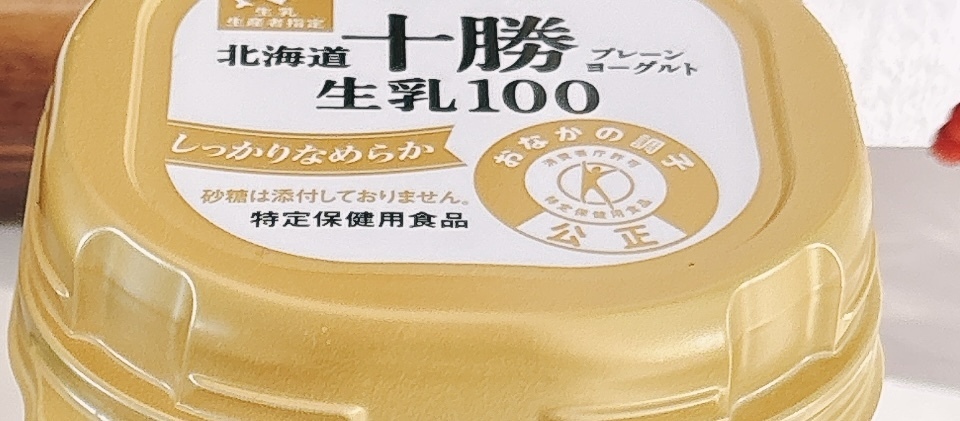 生乳
生産者指定
北海道十勝プレーンヨーグルト
生乳100
しっかりなめらか
おなかの調子
消費者庁許可
特定保健用食品
公正
砂糖は添付しておりません。
特定保健用食品